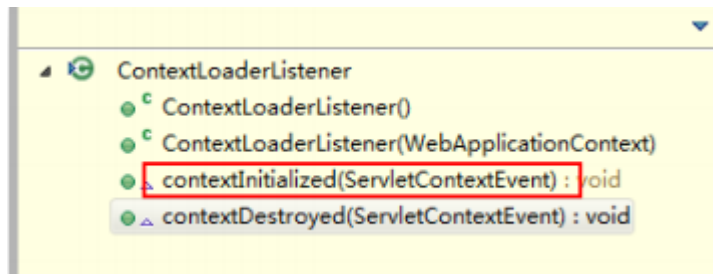 ContextLoaderListener
C ContextLoaderListener()
C ContextLoaderListener(WebApplicationContext)
contextInitialized(ServletContextEvent) : void
contextDestroyed(ServletContextEvent) : void